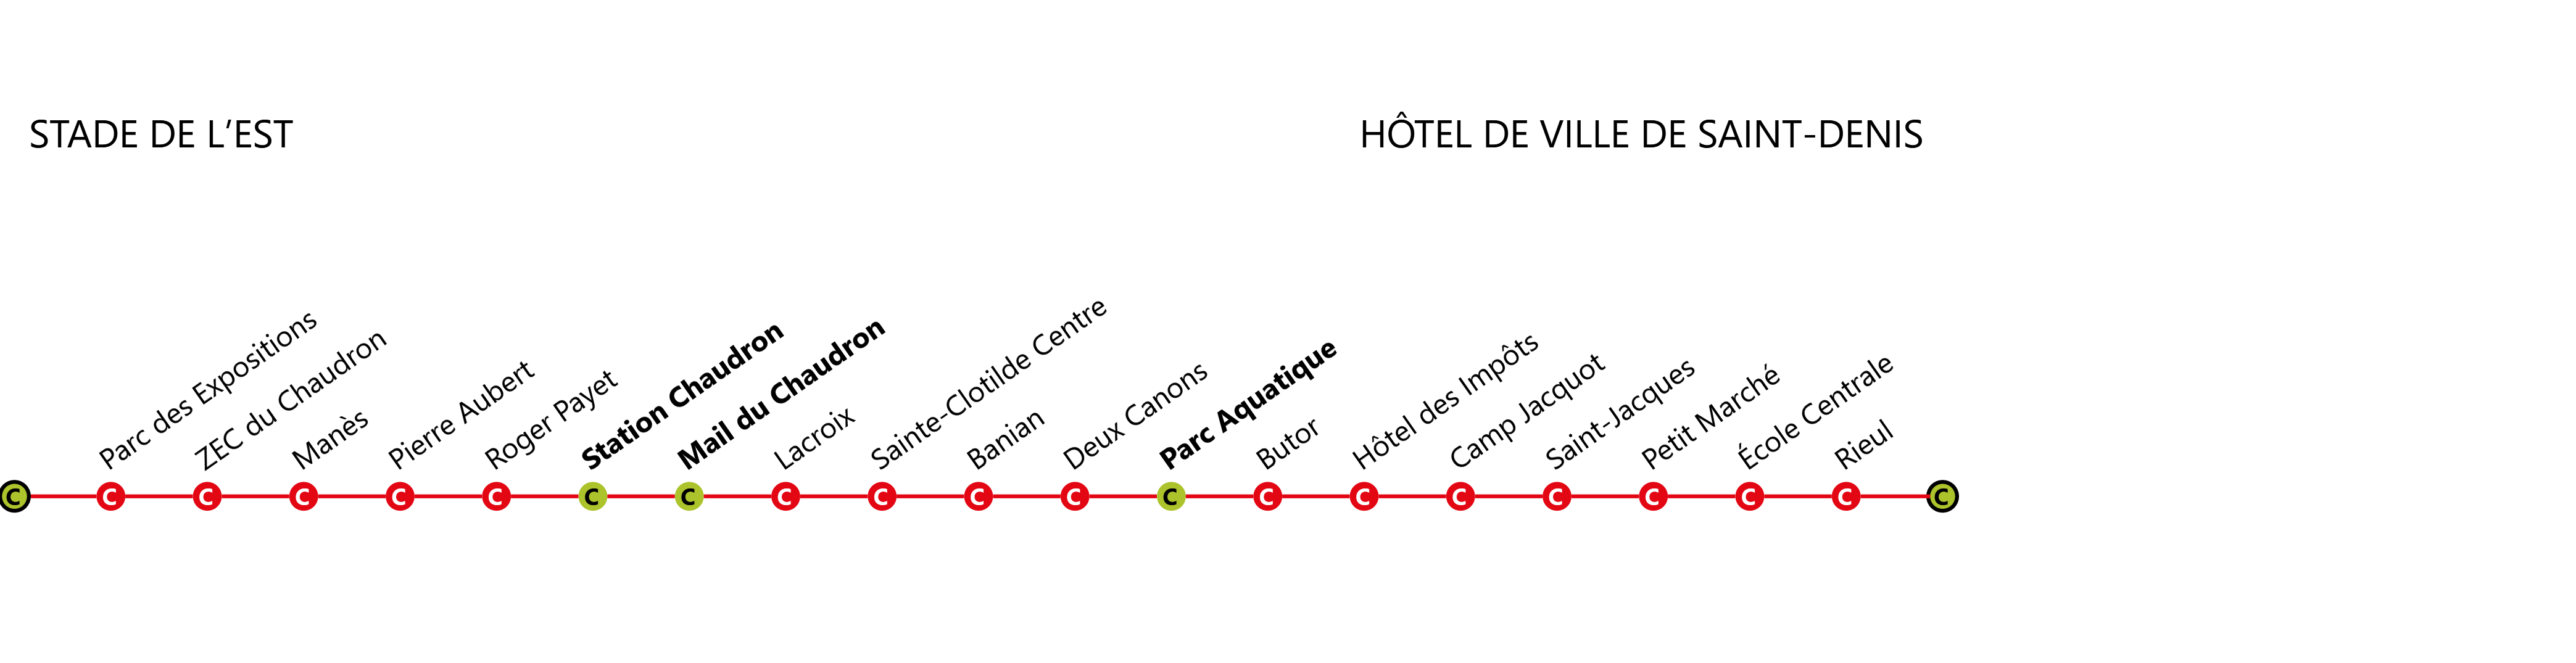 STADE DE L’EST
HÔTEL DE VILLE DE SAINT-DENIS
Parc des Expositions
ZEC du Chaudron
Manès
Pierre Aubert
Roger Payet
Station Chaudron
Mail du Chaudron
Lacroix
Sainte-Clotilde Centre
Banian
Deux Canons
Parc Aquatique
Butor
Hôtel des Impôts
Camp Jacquot
Saint-Jacques
Petit Marché
École Centrale
Rieul
C C C C C C C C C C C C C C C C C C C C C